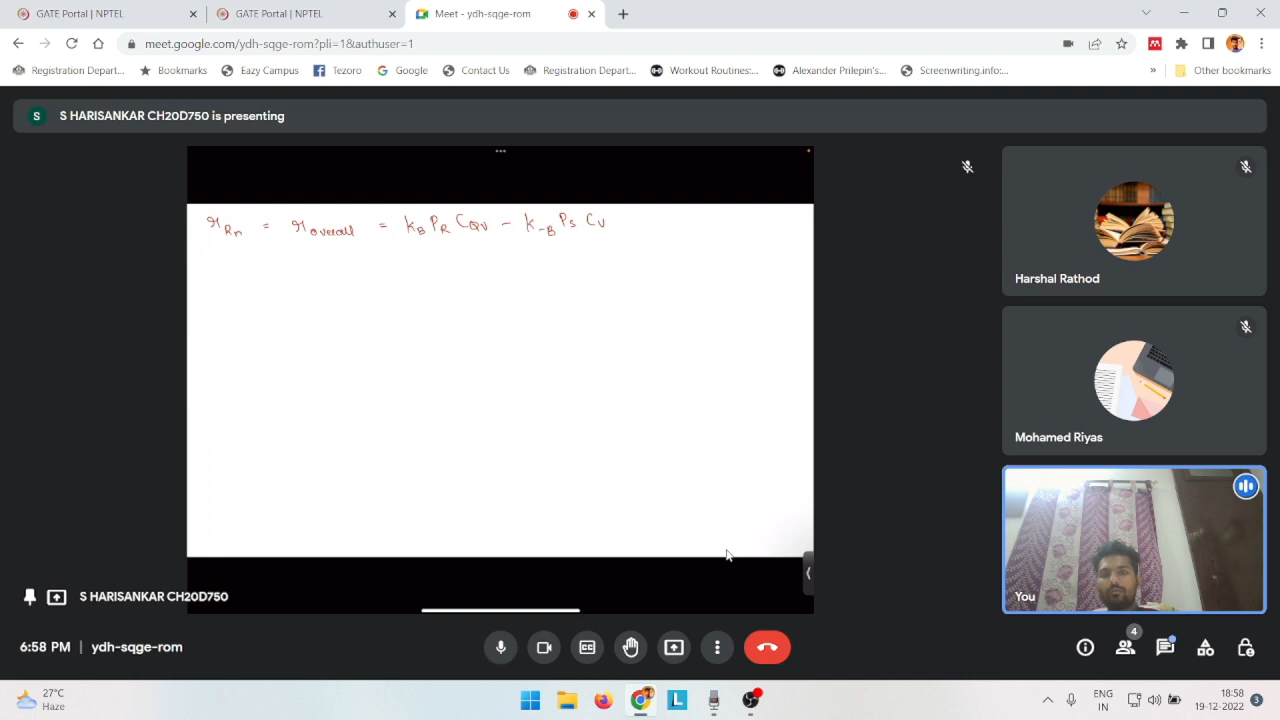 GATE Portal | NPTEL
GATE Portal | NPTEL
Meet - ydh-sqge-rom
meet.google.com/ydh-sqge-rom?pli=1&authuser=1
Registration Depart...
Bookmarks
Eazy Campus
Tezoro
Google
Contact Us
Registration Depart...
Workout Routines:...
Alexander Prilepin's...
Screenwriting.info:...
»
Other bookmarks
S
S HARISANKAR CH20D750 is presenting
r_Rn = r_overall = k_B P_R C_QV - k_-B P_S C_V
Harshal Rathod
Mohamed Riyas
You
S HARISANKAR CH20D750
6:58 PM | ydh-sqge-rom
4
27°C
Haze
L
ENG
IN
18:58
19-12-2022
3